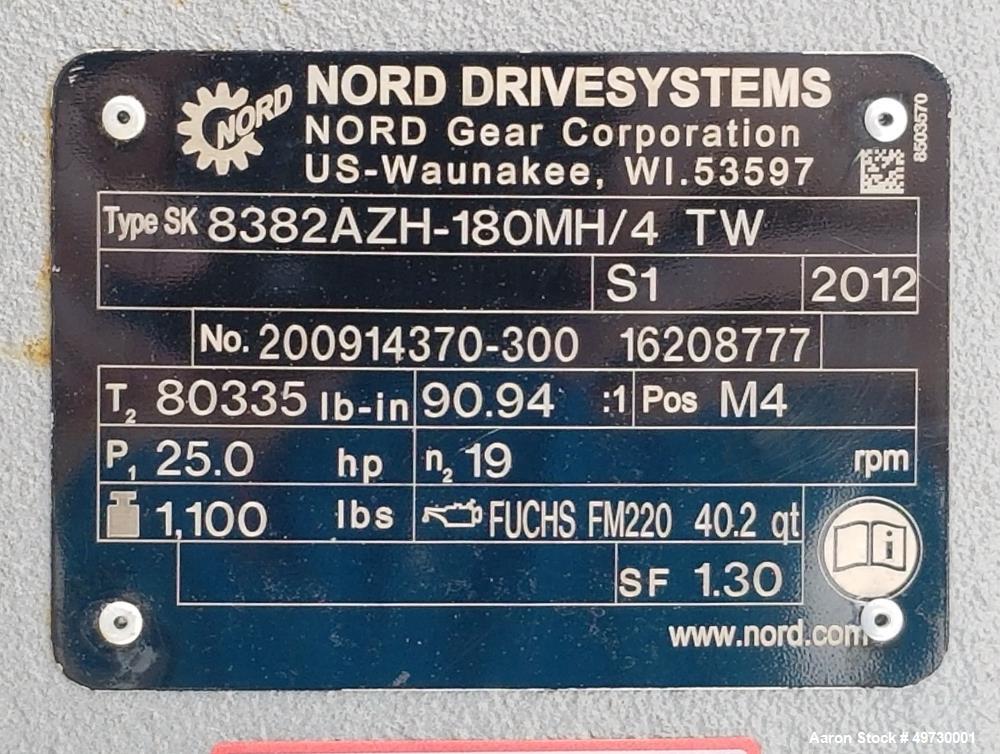 NORD
NORD DRIVESYSTEMS
NORD Gear Corporation
US-Waunakee, WI.53597
8503570
Type SK 8382AZH-180MH/4 TW
S1 2012
No. 200914370-300 16208777
T2 80335 lb-in 90.94 :1 Pos M4
P1 25.0 hp n2 19 rpm
1,100 lbs FUCHS FM220 40.2 qt
i
SF 1.30
www.nord.com
Aaron Stock # 49730001